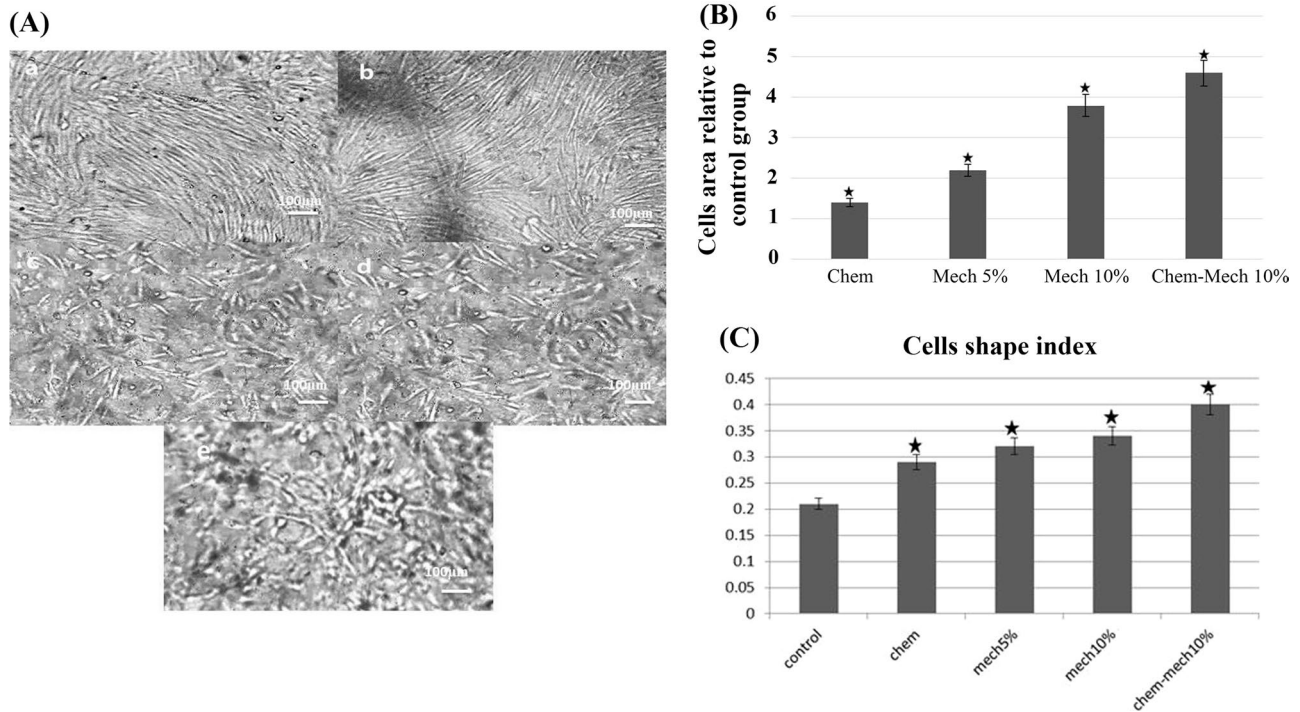 (A)
a
b
100μm
100μm
c
d
100μm
100μm
e
100μm
(B)
Cells area relative to
control group
6
5
4
3
2
1
0
Chem
Mech 5%
Mech 10%
Chem-Mech 10%
(C)
Cells shape index
0.45
0.4
0.35
0.3
0.25
0.2
0.15
0.1
0.05
0
control
chem
mech5%
mech10%
chem-mech10%